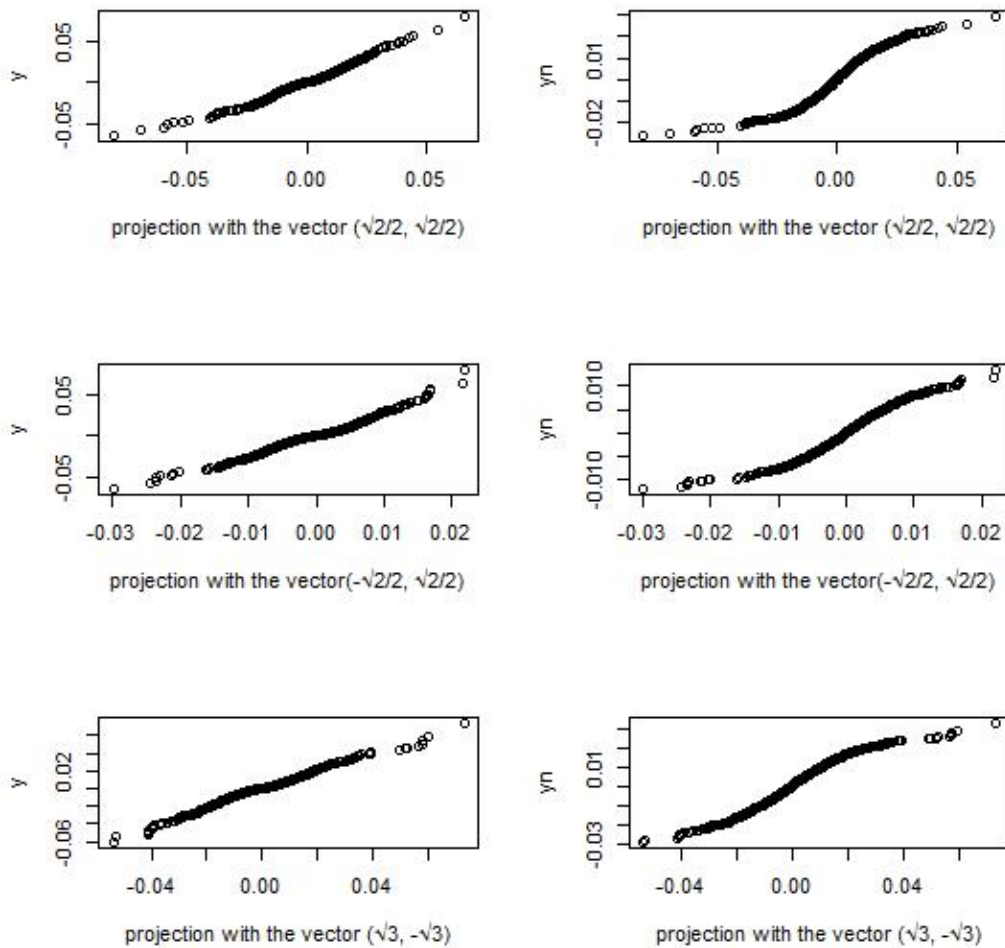 y
0.05
-0.05
-0.05 0.00 0.05
projection with the vector (√2/2, √2/2)
yn
0.01
-0.02
-0.05 0.00 0.05
projection with the vector (√2/2, √2/2)
y
0.05
-0.05
-0.03 -0.02 -0.01 0.00 0.01 0.02
projection with the vector(-√2/2, √2/2)
yn
0.010
-0.010
-0.03 -0.02 -0.01 0.00 0.01 0.02
projection with the vector(-√2/2, √2/2)
y
0.02
-0.06
-0.04 0.00 0.04
projection with the vector (√3, -√3)
yn
0.01
-0.03
-0.04 0.00 0.04
projection with the vector (√3, -√3)